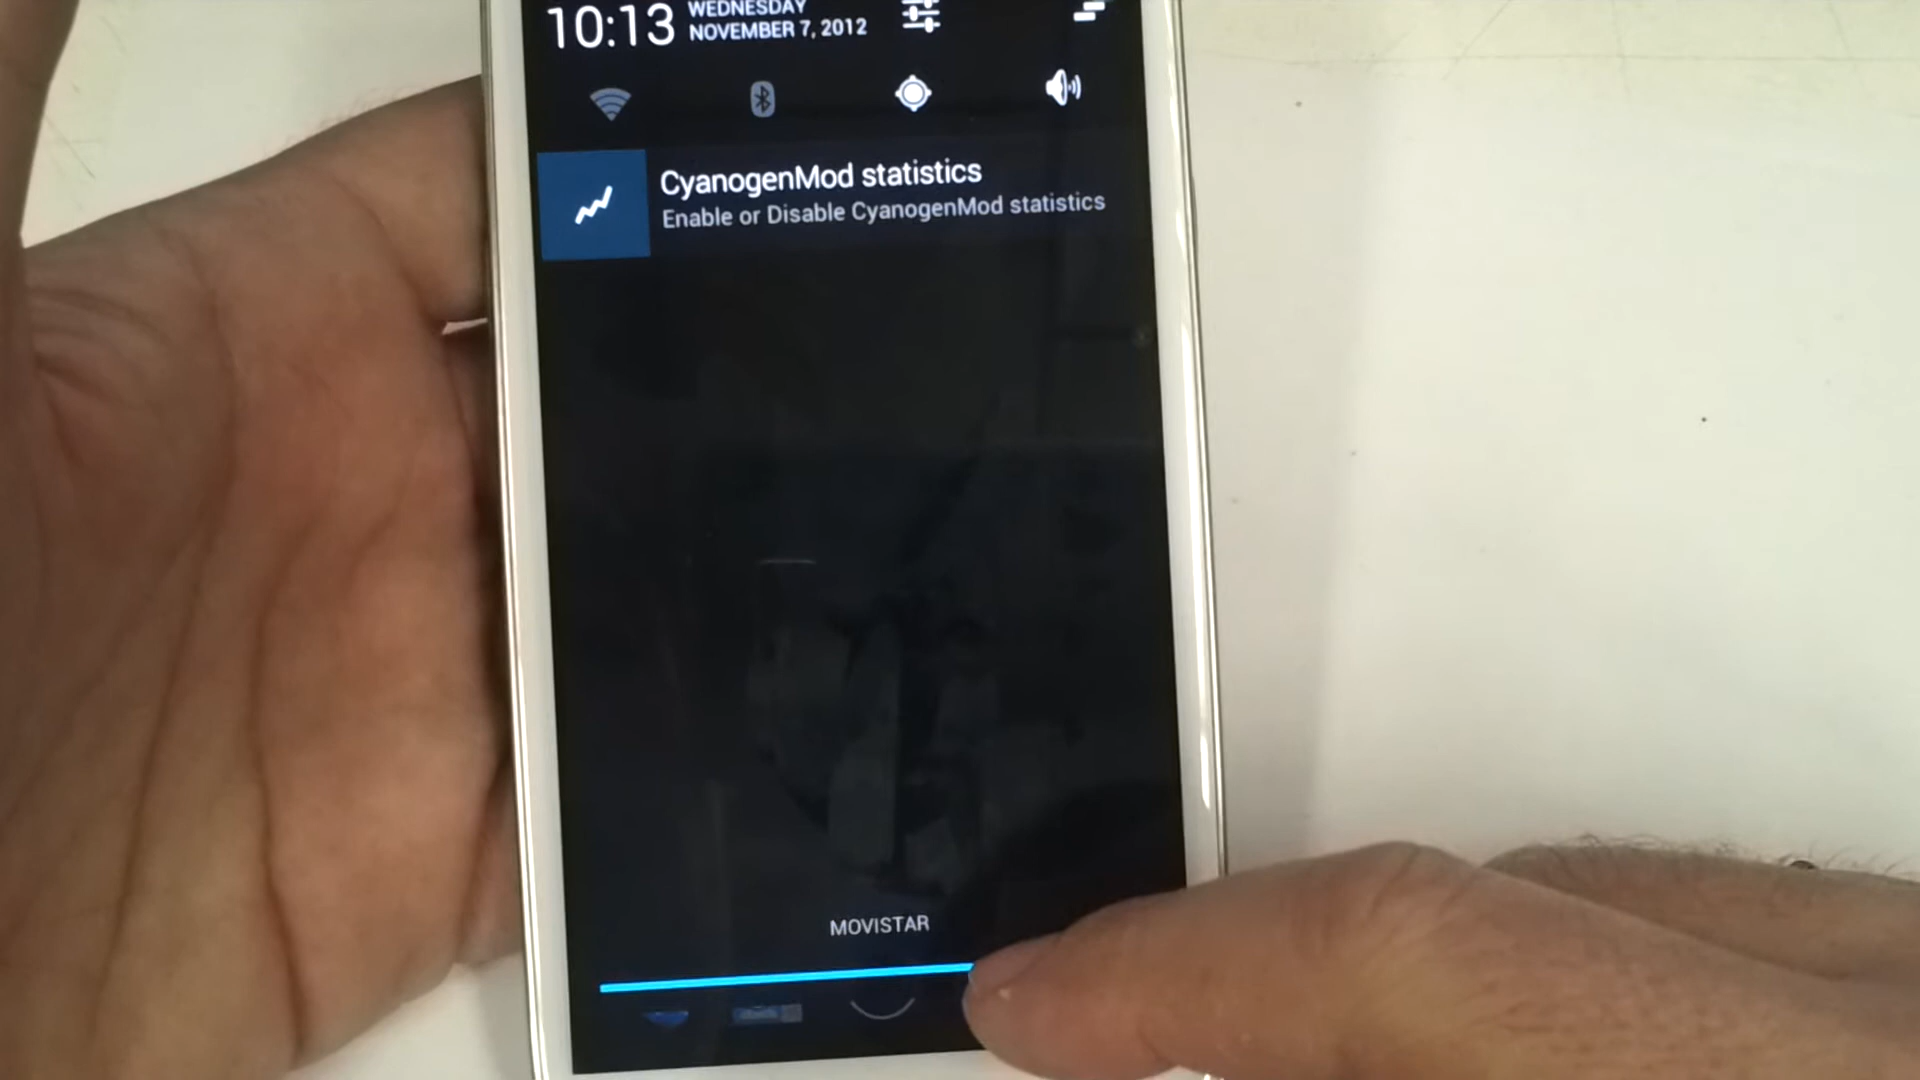 10:13
WEDNESDAY
NOVEMBER 7, 2012
CyanogenMod statistics
Enable or Disable CyanogenMod statistics
MOVISTAR